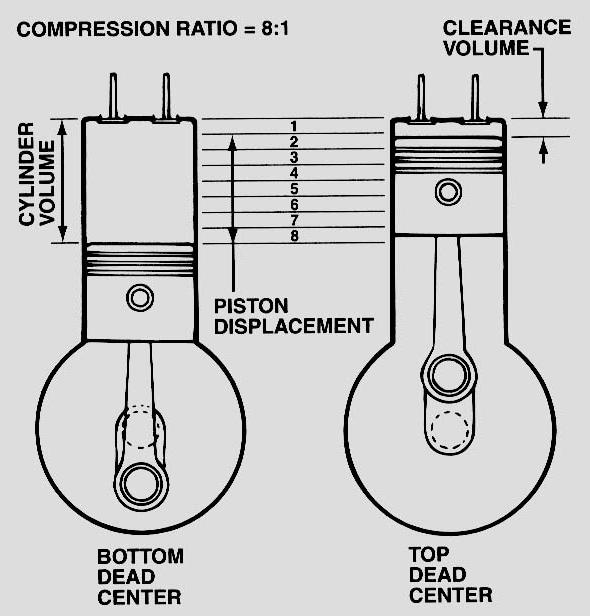 COMPRESSION RATIO = 8:1
CLEARANCE
VOLUME
CYLINDER
VOLUME
1
2
3
4
5
6
7
8
PISTON
DISPLACEMENT
BOTTOM
DEAD
CENTER
TOP
DEAD
CENTER